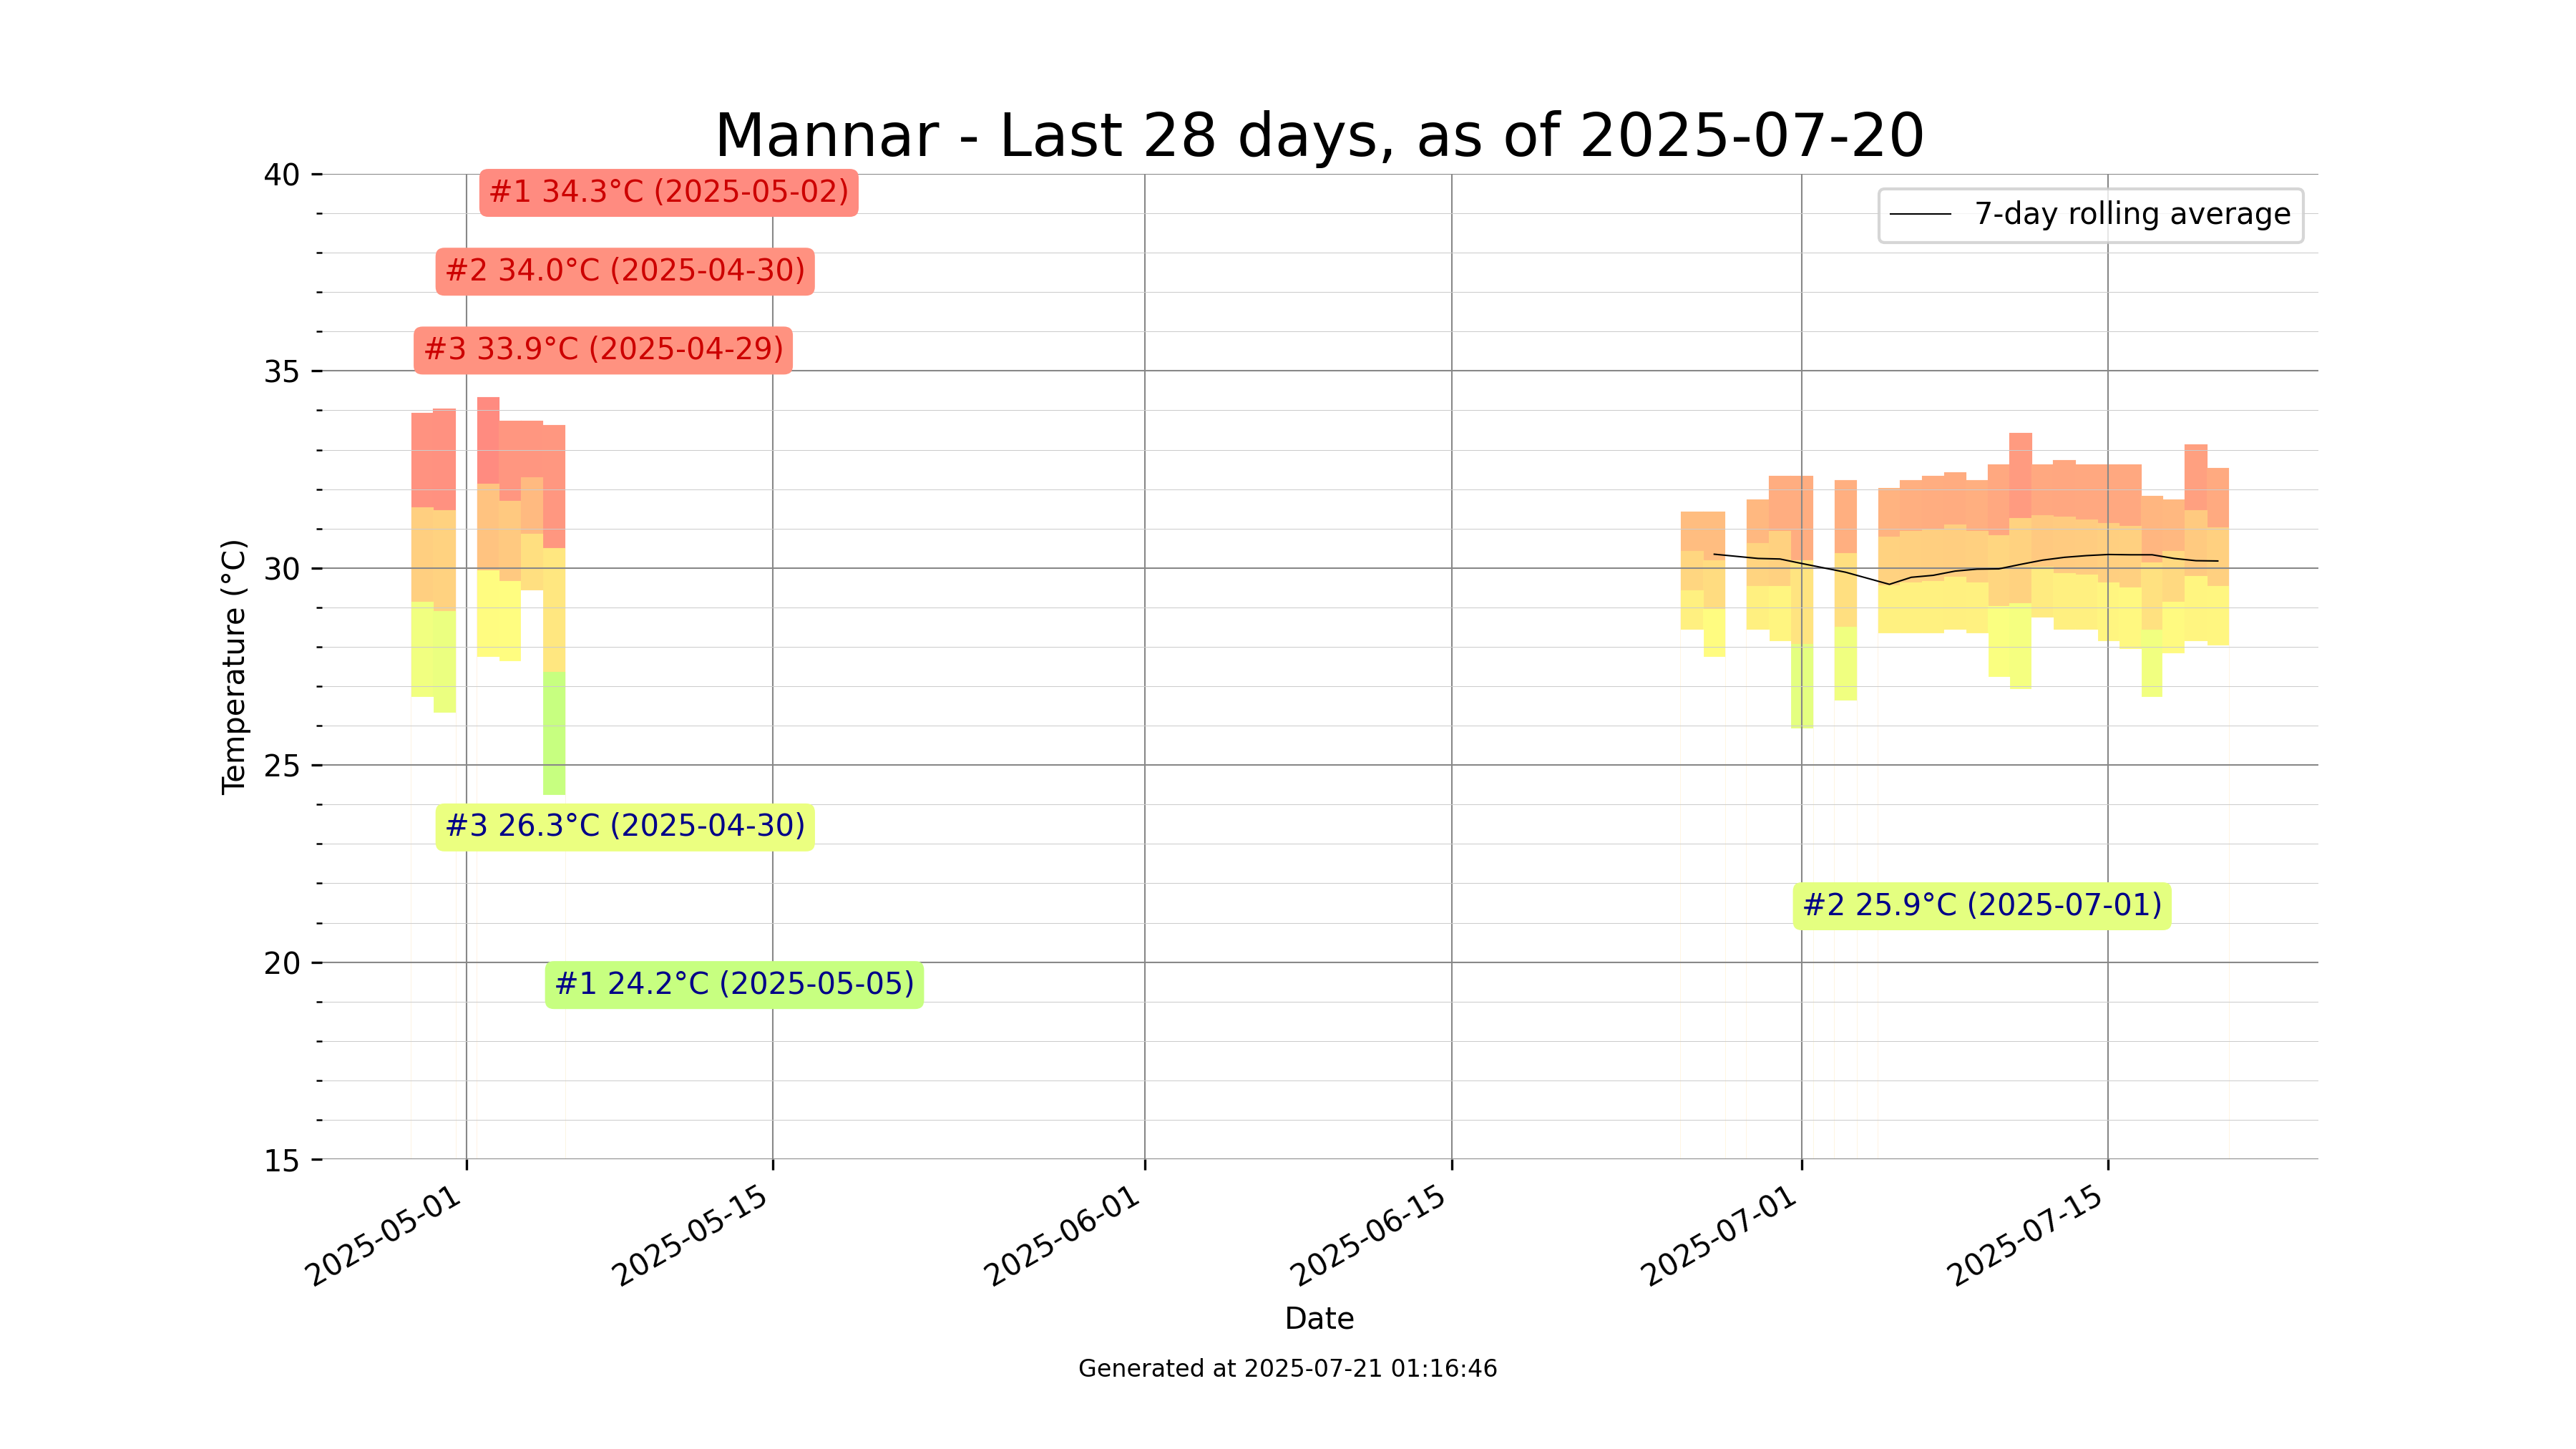 Mannar - Last 28 days, as of 2025-07-20
40
35
30
25
20
15
Temperature (°C)
#1 34.3°C (2025-05-02)
#2 34.0°C (2025-04-30)
#3 33.9°C (2025-04-29)
7-day rolling average
#3 26.3°C (2025-04-30)
#2 25.9°C (2025-07-01)
#1 24.2°C (2025-05-05)
2025-05-01
2025-05-15
2025-06-01
2025-06-15
2025-07-01
2025-07-15
Date
Generated at 2025-07-21 01:16:46